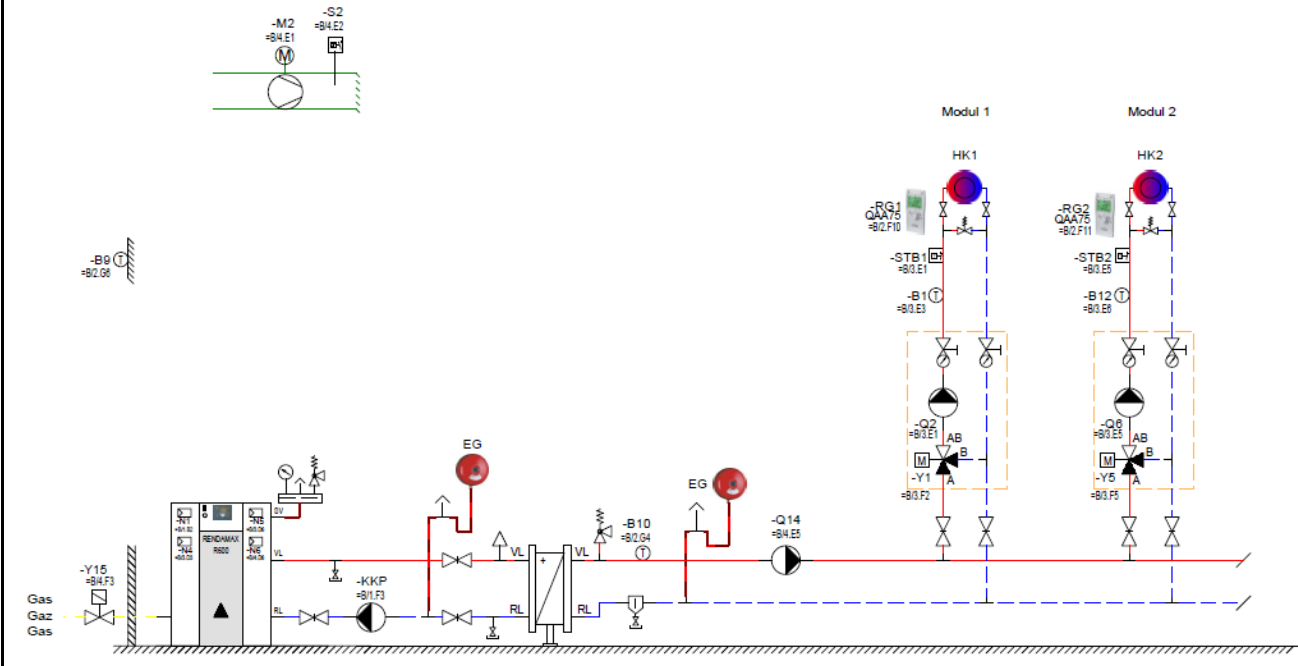 -M2
=B/4.E1
M
-S2
=B/4.E2
Modul 1
Modul 2
HK1
HK2
-RG1
QAA75
=B/2.F10
-RG2
QAA75
=B/2.F11
-B9
=B/2.G6
T
-STB1
=B/3.E1
-STB2
=B/3.E5
-B1
=B/3.E3
T
-B12
=B/3.E6
T
-Q2
=B/3.E1
AB
B
M
-Y1
A
=B/3.F2
-Q6
=B/3.E5
AB
B
M
-Y5
A
=B/3.F5
EG
EG
-N1
-N5
SV
RENDAMAX
R600
-N4
-N6
VL
RL
-KKP
=B/1.F3
VL
VL
+
RL
RL
-B10
=B/2.G4
T
-Q14
=B/4.E5
-Y15
=B/4.F3
Gas
Gaz
Gas